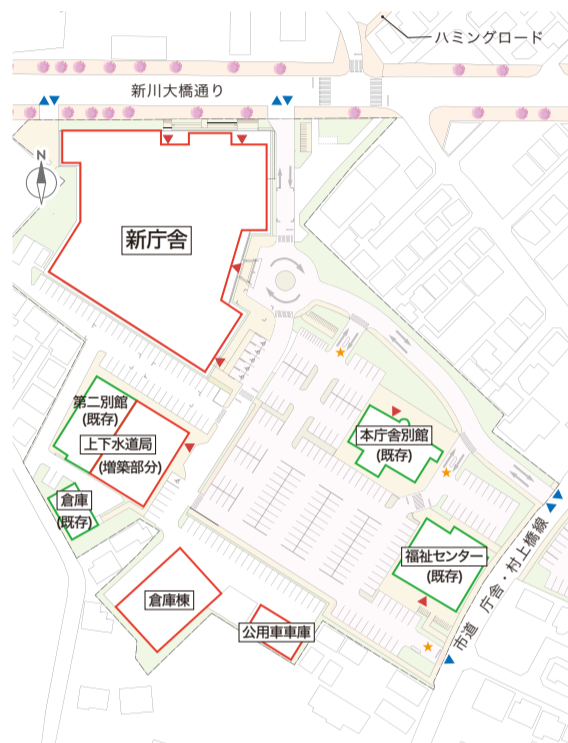 ハミングロード
新川大橋通り
N
新庁舎
第二別館
(既存)
上下水道局
(増築部分)
本庁舎別館
(既存)
倉庫
(既存)
福祉センター
(既存)
倉庫棟
公用車車庫
市道 庁舎・村上橋線